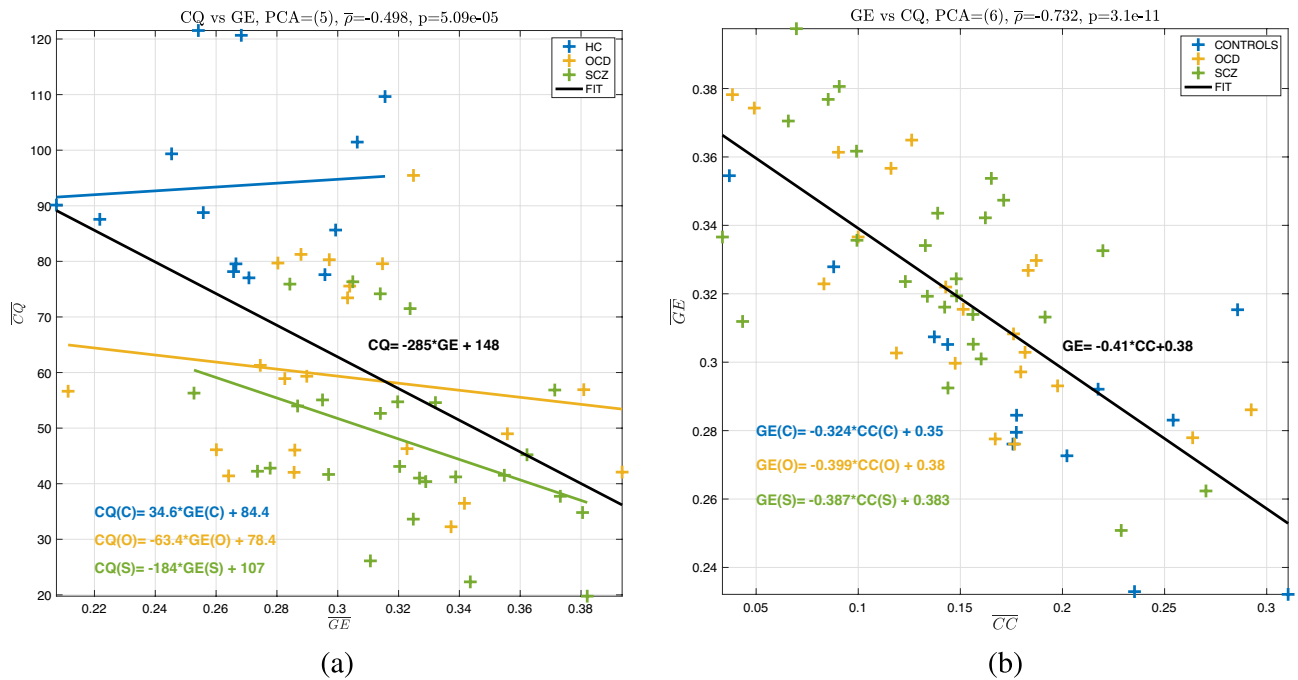 CQ vs GE, PCA=(5), ρ̅=-0.498, p=5.09e-05
HC
OCD
SCZ
FIT
120
110
100
90
80
70
60
50
40
30
20
C̅Q̅
CQ= -285*GE + 148
CQ(C)= 34.6*GE(C) + 84.4
CQ(O)= -63.4*GE(O) + 78.4
CQ(S)= -184*GE(S) + 107
0.22 0.24 0.26 0.28 0.3 0.32 0.34 0.36 0.38
G̅E̅
(a)
GE vs CQ, PCA=(6), ρ̅=-0.732, p=3.1e-11
CONTROLS
OCD
SCZ
FIT
0.38
0.36
0.34
0.32
0.3
0.28
0.26
0.24
G̅E̅
GE= -0.41*CC+0.38
GE(C)= -0.324*CC(C) + 0.35
GE(O)= -0.399*CC(O) + 0.38
GE(S)= -0.387*CC(S) + 0.383
0.05 0.1 0.15 0.2 0.25 0.3
C̅C̅
(b)